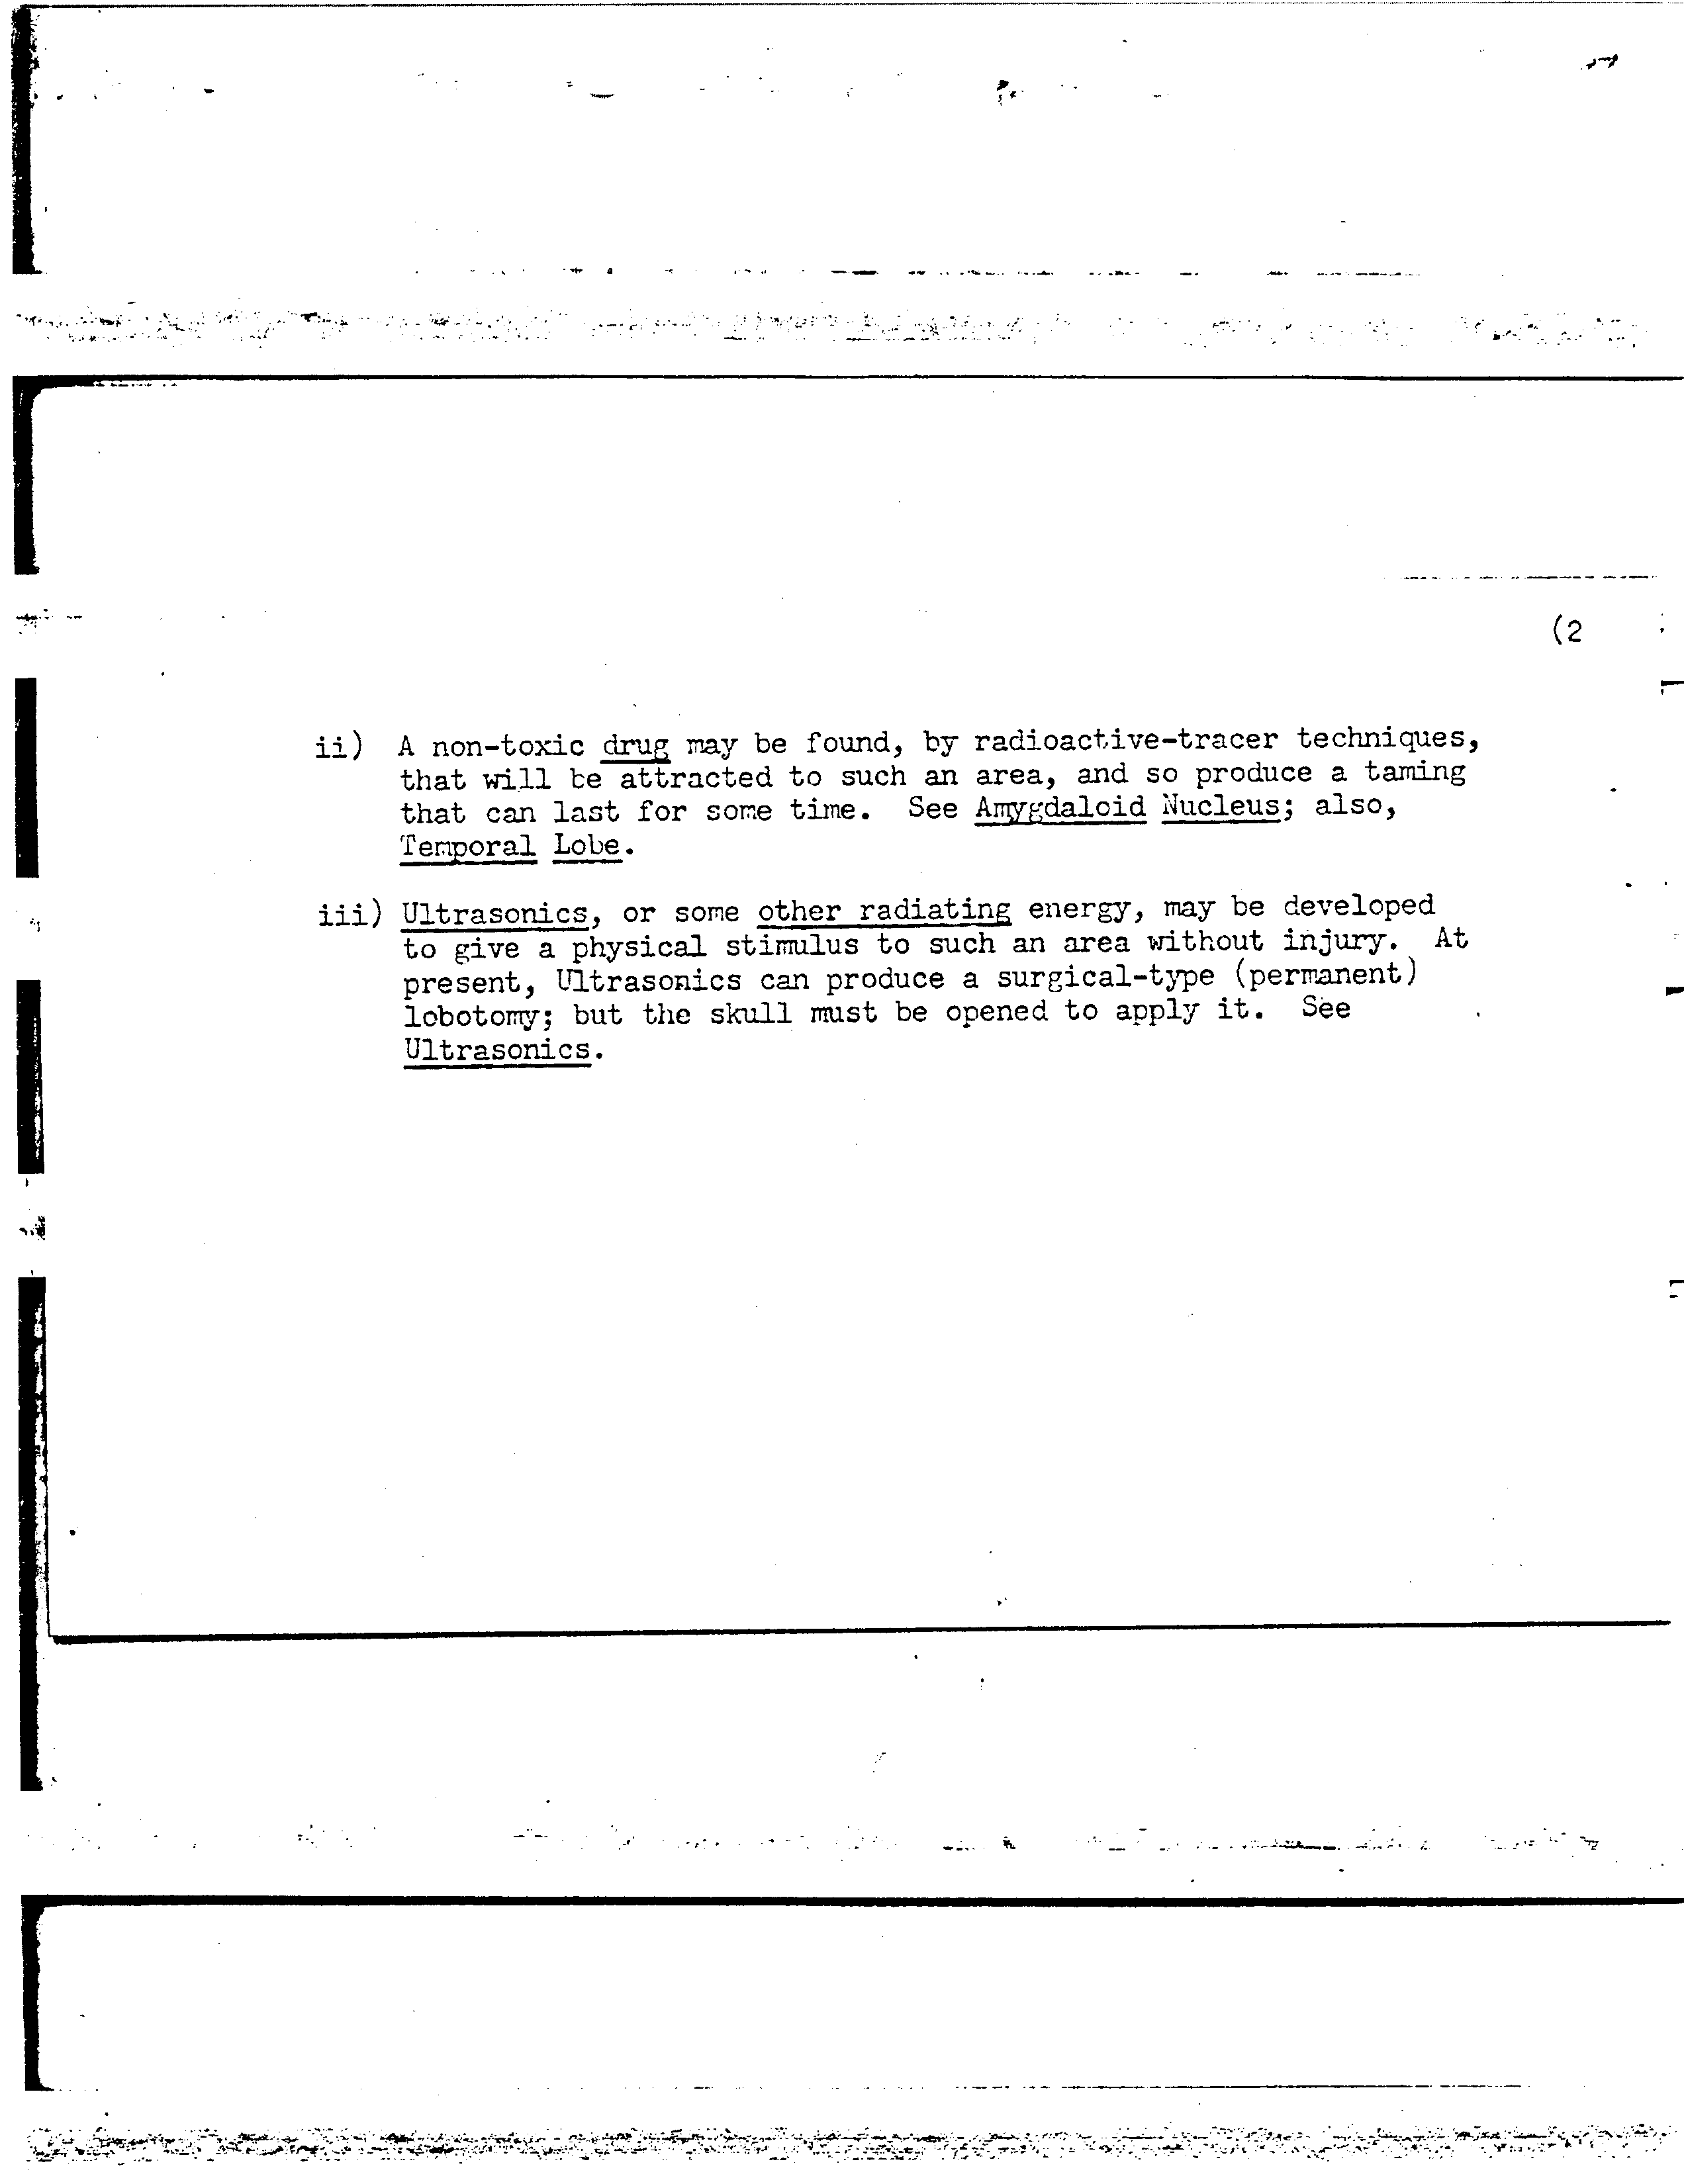 (2
ii) A non-toxic drug may be found, by radioactive-tracer techniques,
that will be attracted to such an area, and so produce a taming
that can last for some time. See Amygdaloid Nucleus; also,
Temporal Lobe.
iii) Ultrasonics, or some other radiating energy, may be developed
to give a physical stimulus to such an area without injury. At
present, Ultrasonics can produce a surgical-type (permanent)
lobotomy; but the skull must be opened to apply it. See
Ultrasonics.